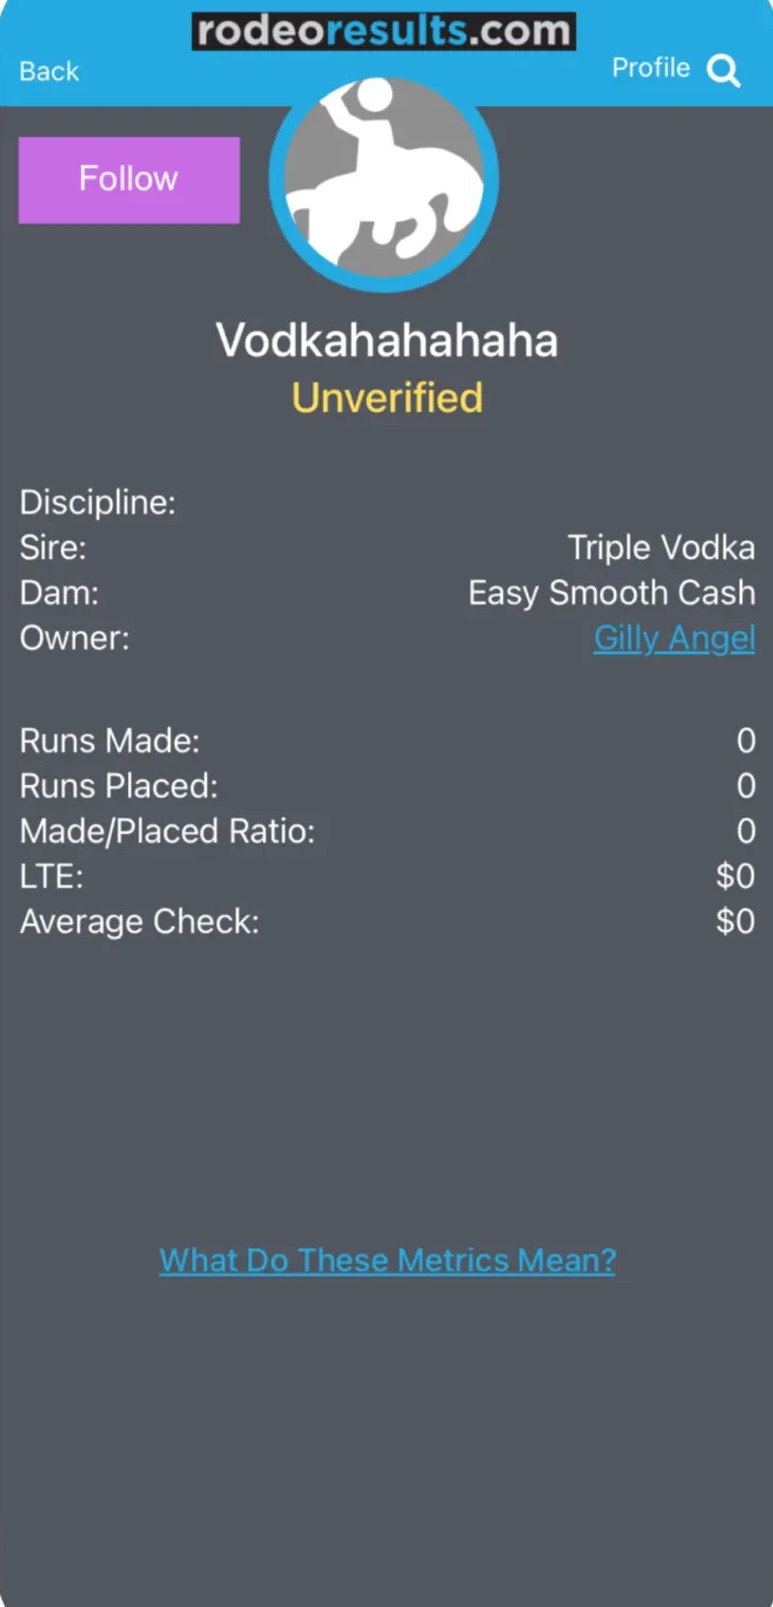 rodeoresults.com
Back
Profile
Follow
Vodkahahahaha
Unverified
Discipline:
Sire: Triple Vodka
Dam: Easy Smooth Cash
Owner: Gilly Angel
Runs Made: 0
Runs Placed: 0
Made/Placed Ratio: 0
LTE: $0
Average Check: $0
What Do These Metrics Mean?